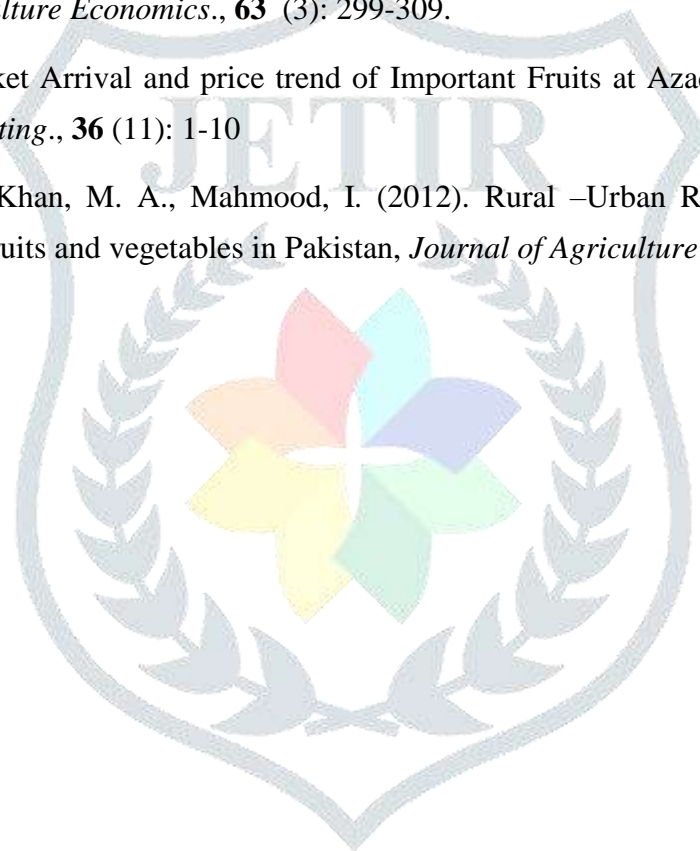 lture Economics., 63 (3): 299-309.
ket Arrival and price trend of Important Fruits at Aza
ting., 36 (11): 1-10
JETIR
Khan, M. A., Mahmood, I. (2012). Rural –Urban R
uits and vegetables in Pakistan, Journal of Agriculture